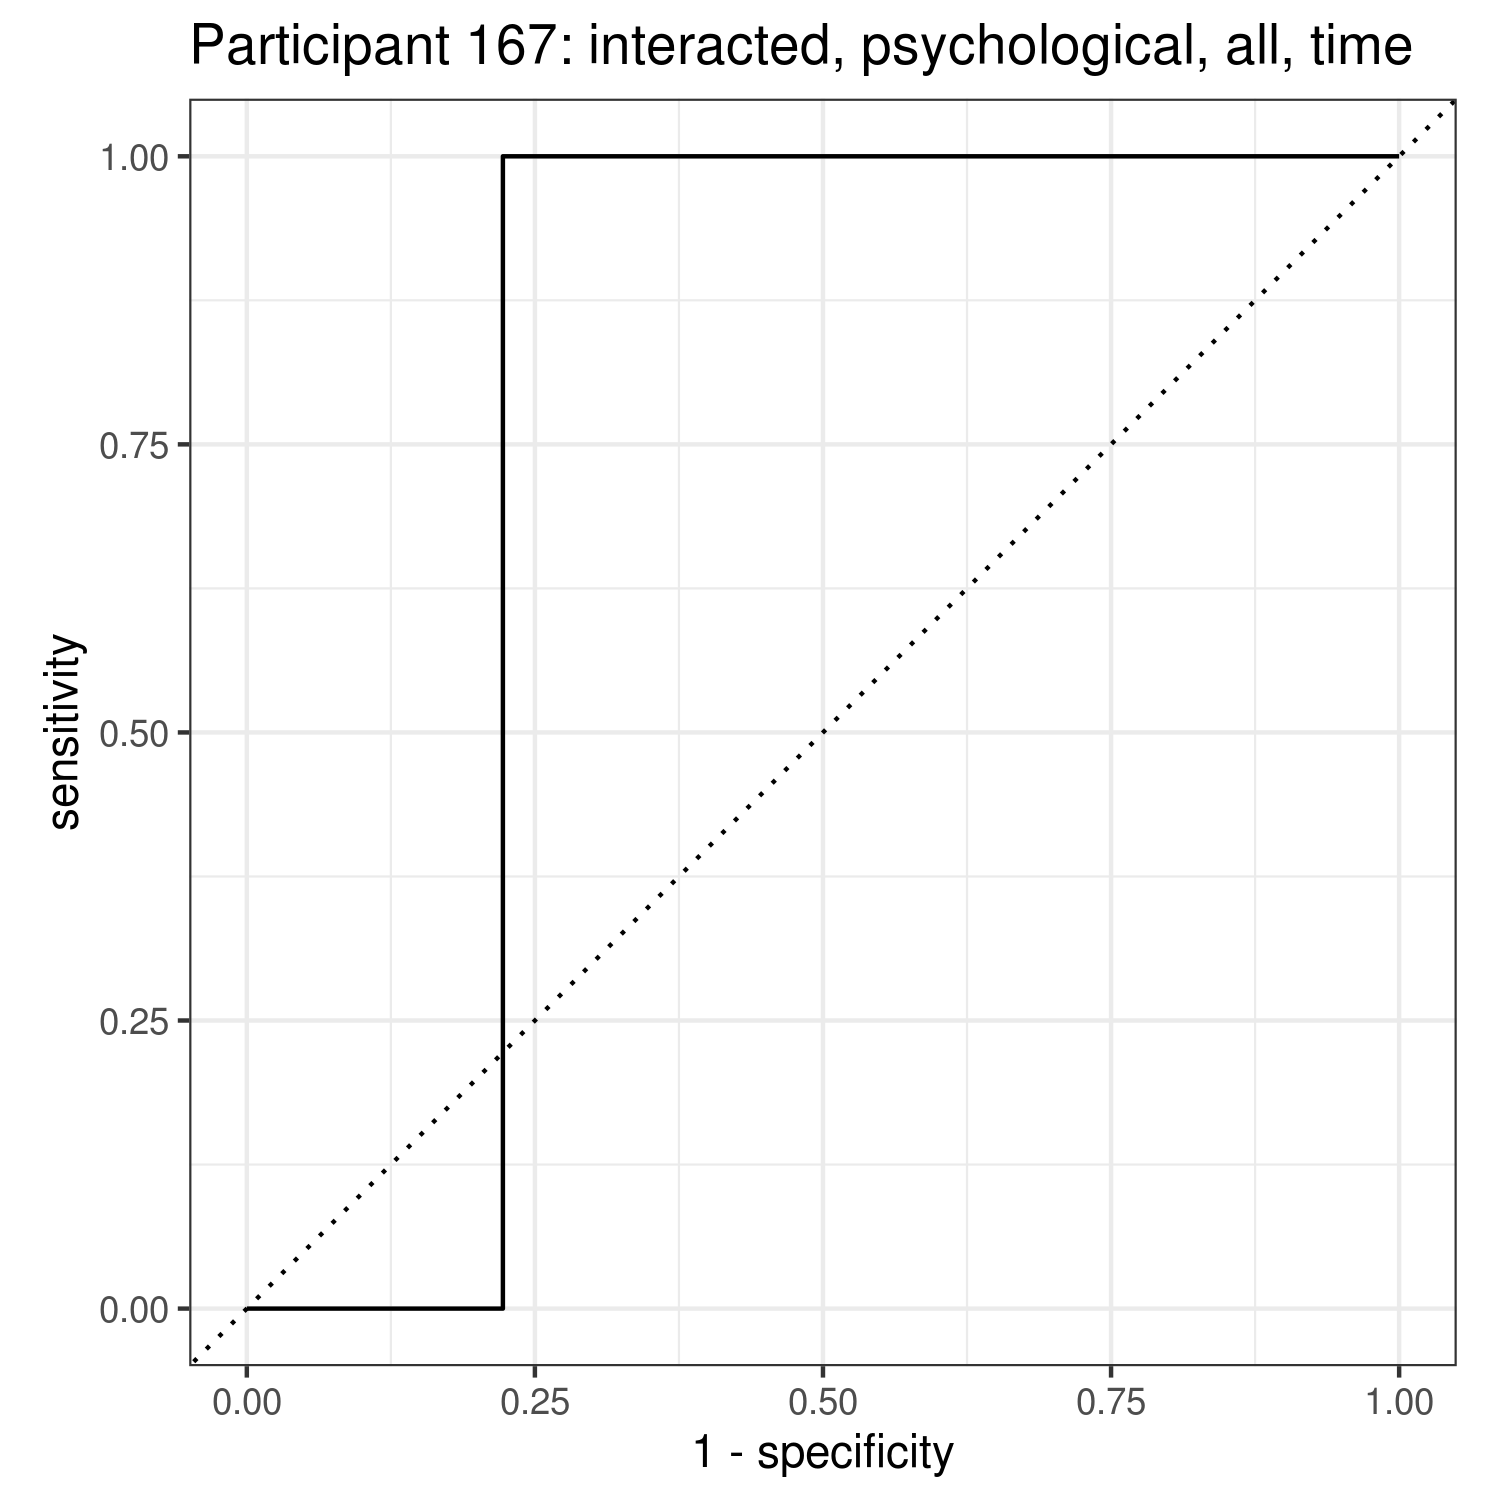 Participant 167: interacted, psychological, all, time
1.00
0.75
0.50
0.25
0.00
sensitivity
0.00 0.25 0.50 0.75 1.00
1 - specificity